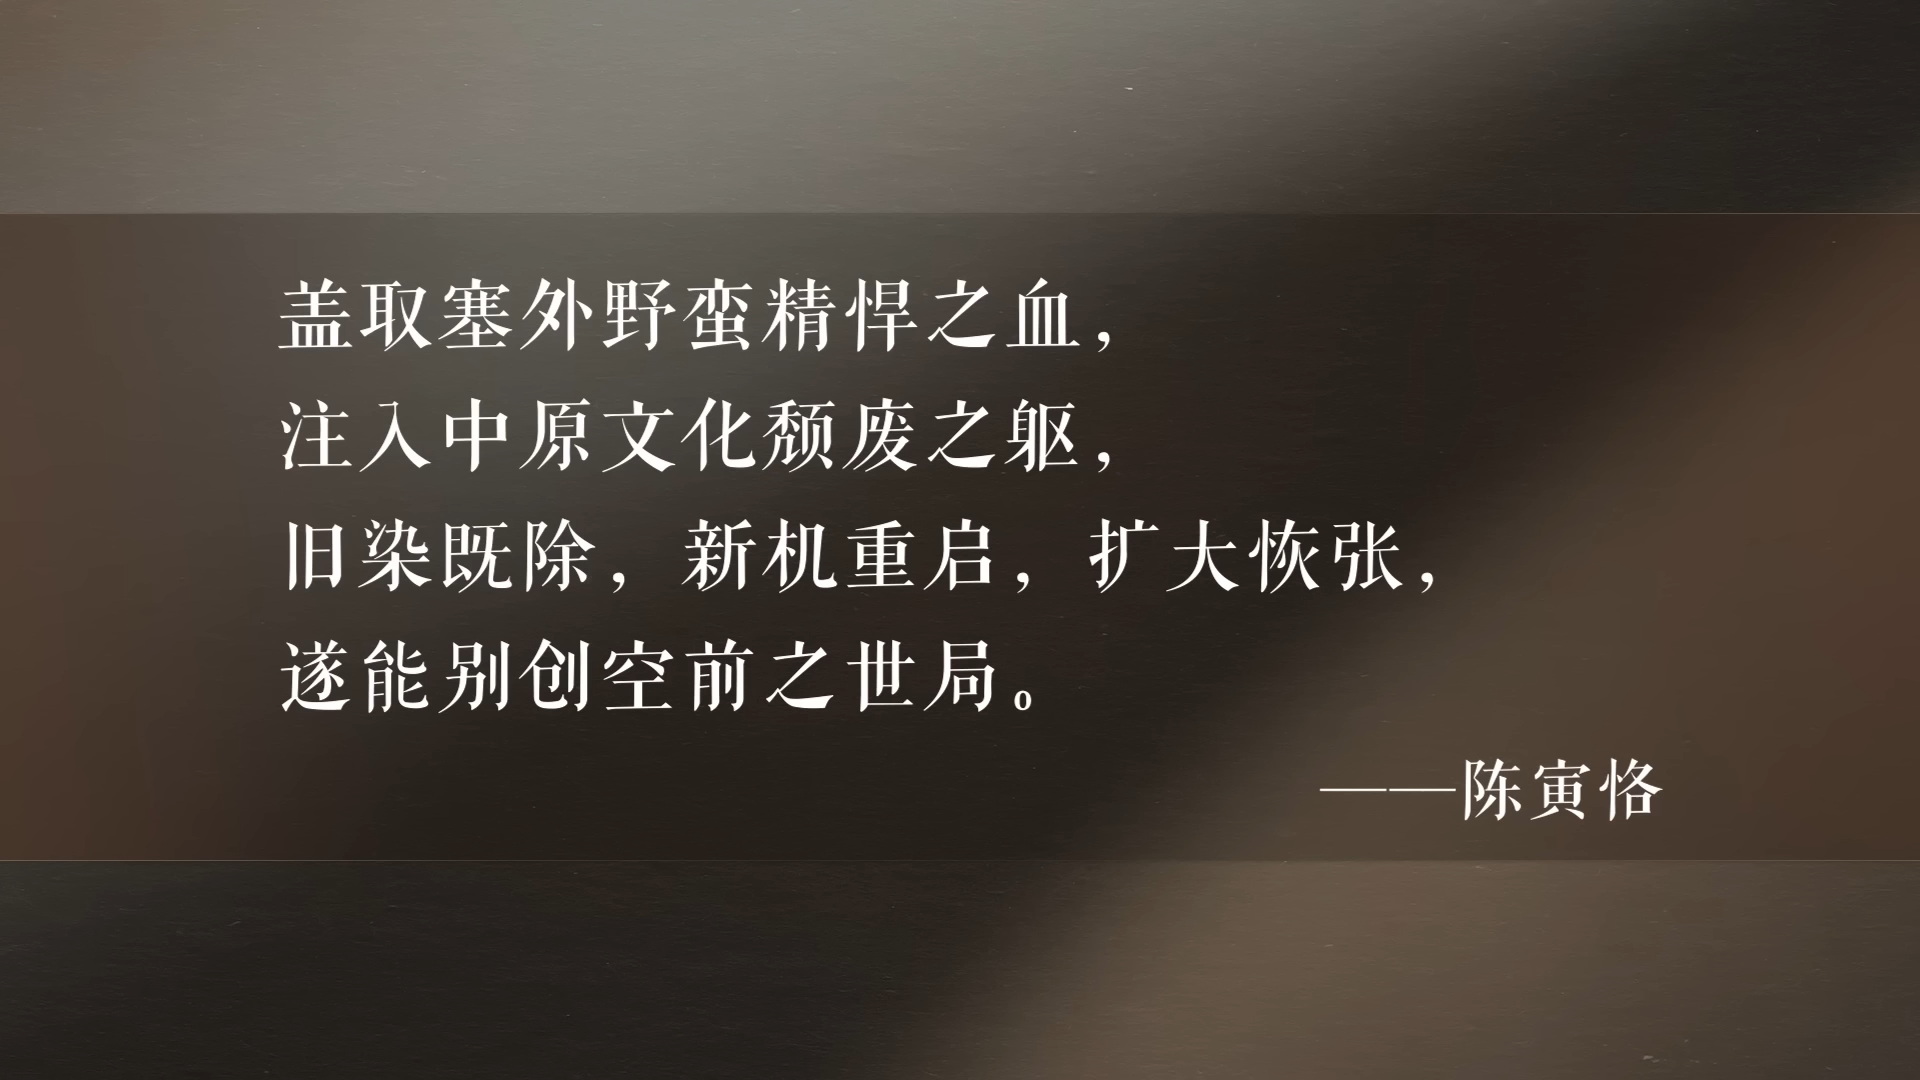 盖取塞外野蛮精悍之血，
注入中原文化颓废之躯，
旧染既除，新机重启，扩大恢张，
遂能别创空前之世局。
——陈寅恪